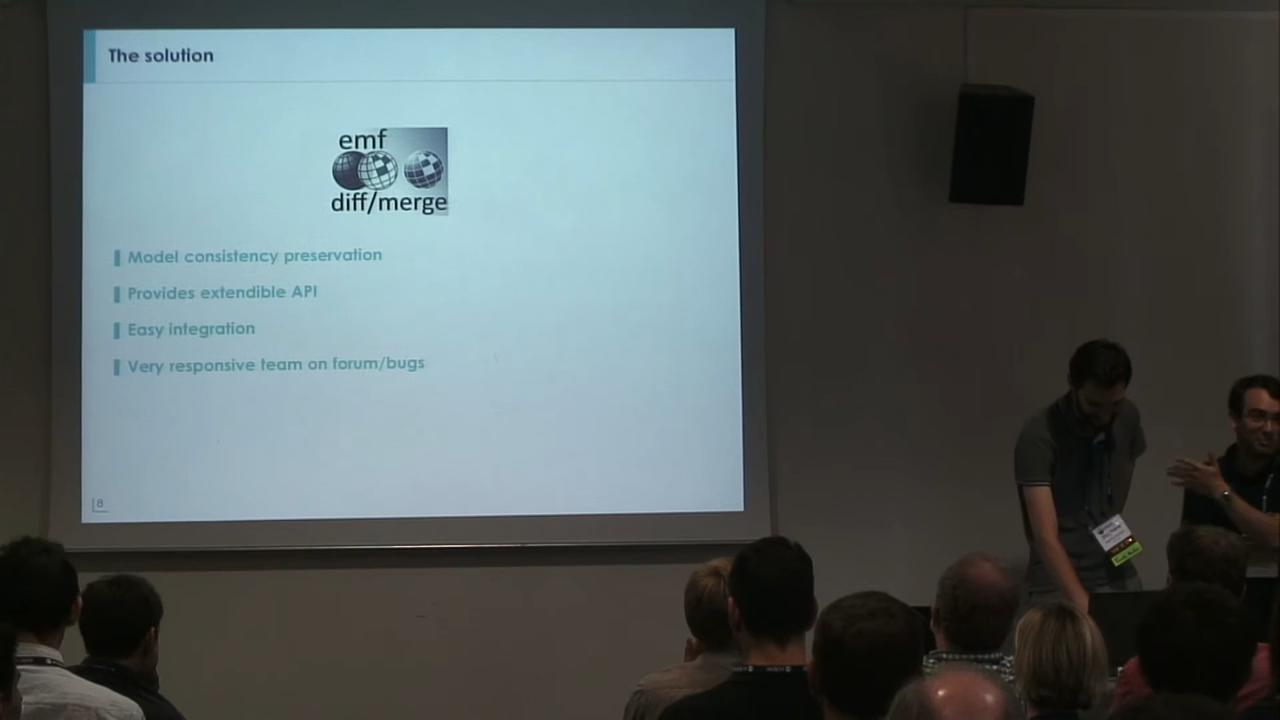 The solution
emf
diff/merge
Model consistency preservation
Provides extendible API
Easy integration
Very responsive team on forum/bugs
8